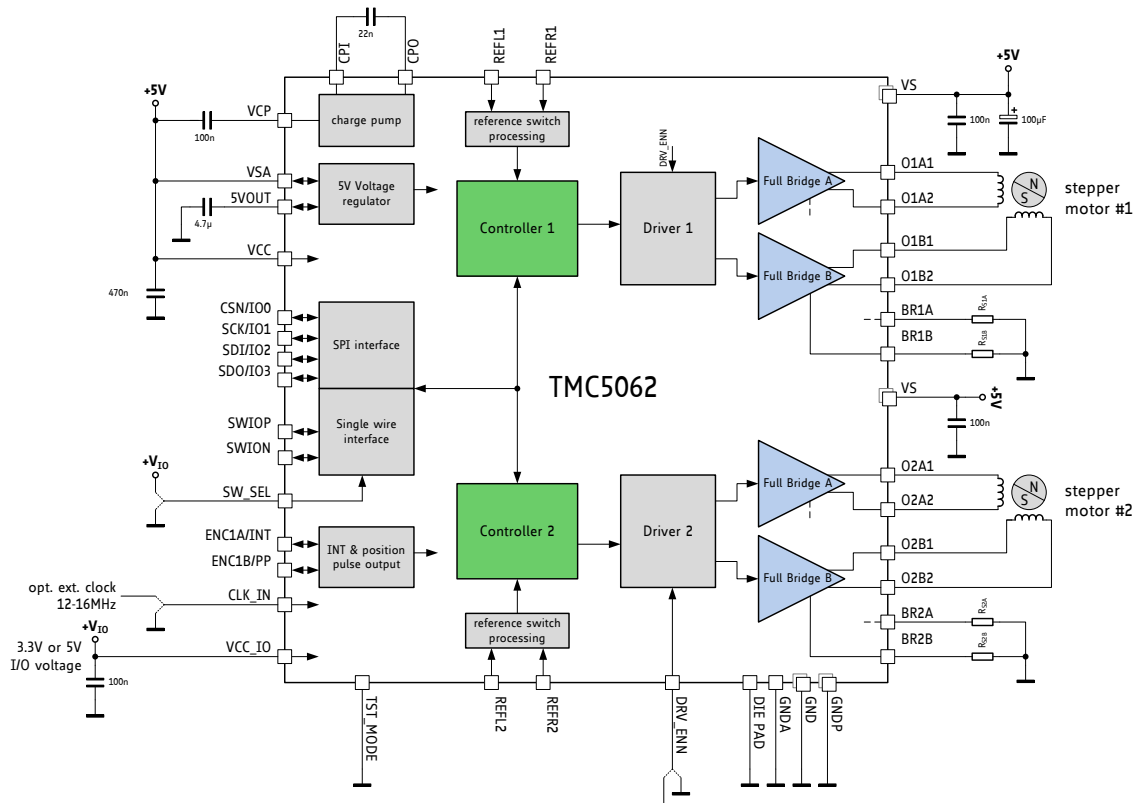 22n
CPI
CPO
REFL1
REFR1
+5V
VCP
100n
charge pump
reference switch
processing
VS
+5V
100n
+
100µF
DRV_ENN
VSA
5VOUT
4.7µ
5V Voltage
regulator
Controller 1
Driver 1
Full Bridge A
Full Bridge B
O1A1
O1A2
O1B1
O1B2
BR1A
BR1B
RS1A
RS1B
N
S
stepper
motor #1
VCC
470n
CSN/IO0
SCK/IO1
SDI/IO2
SDO/IO3
SPI interface
TMC5062
VS
+5V
100n
SWIOP
SWION
Single wire
interface
+VIO
SW_SEL
Controller 2
Driver 2
Full Bridge A
Full Bridge B
O2A1
O2A2
O2B1
O2B2
BR2A
BR2B
RS2A
RS2B
N
S
stepper
motor #2
ENC1A/INT
ENC1B/PP
INT & position
pulse output
opt. ext. clock
12-16MHz
CLK_IN
+VIO
3.3V or 5V
I/O voltage
VCC_IO
100n
reference switch
processing
TST_MODE
REFL2
REFR2
DRV_ENN
DIE PAD
GNDA
GND
GNDP